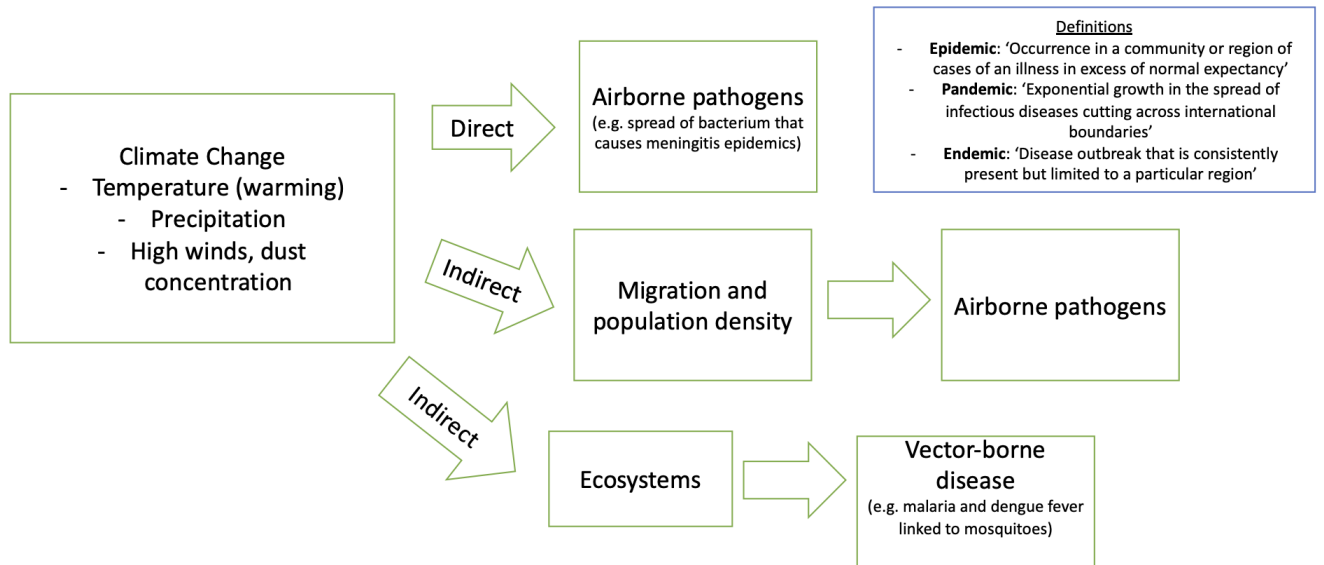 Climate Change
- Temperature (warming)
- Precipitation
- High winds, dust
concentration
Direct
Airborne pathogens
(e.g. spread of bacterium that
causes meningitis epidemics)
Definitions
- Epidemic: ‘Occurrence in a community or region of
cases of an illness in excess of normal expectancy’
- Pandemic: ‘Exponential growth in the spread of
infectious diseases cutting across international
boundaries’
- Endemic: ‘Disease outbreak that is consistently
present but limited to a particular region’
Indirect
Migration and
population density
Airborne pathogens
Indirect
Ecosystems
Vector-borne
disease
(e.g. malaria and dengue fever
linked to mosquitoes)